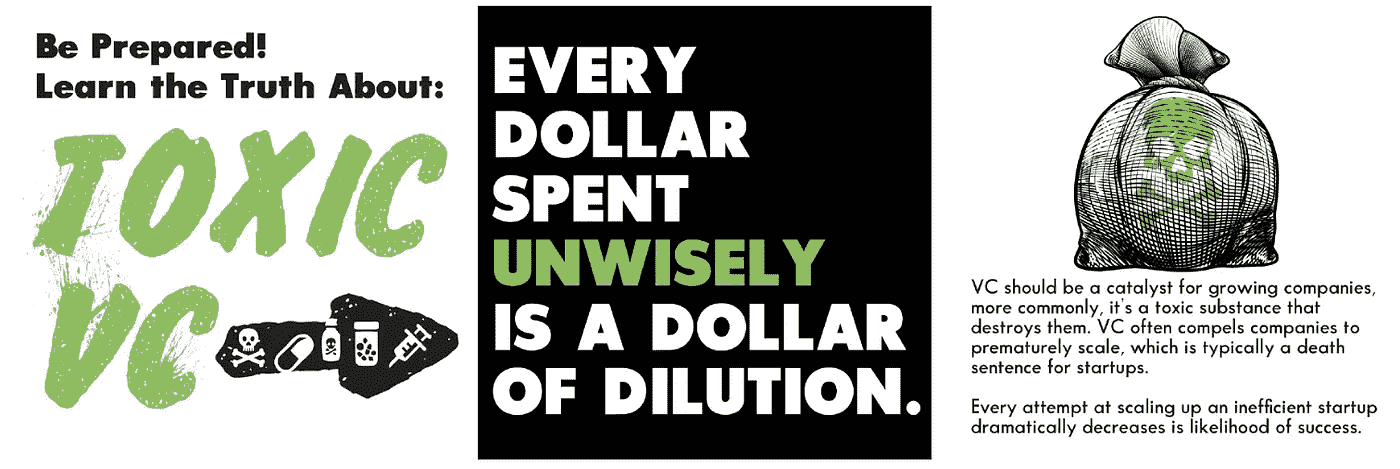 Be Prepared!
Learn the Truth About:
TOXIC
VC
EVERY
DOLLAR
SPENT
UNWISELY
IS A DOLLAR
OF DILUTION.
VC should be a catalyst for growing companies,
more commonly, it's a toxic substance that
destroys them. VC often compels companies to
prematurely scale, which is typically a death
sentence for startups.
Every attempt at scaling up an inefficient startup
dramatically decreases is likelihood of success.